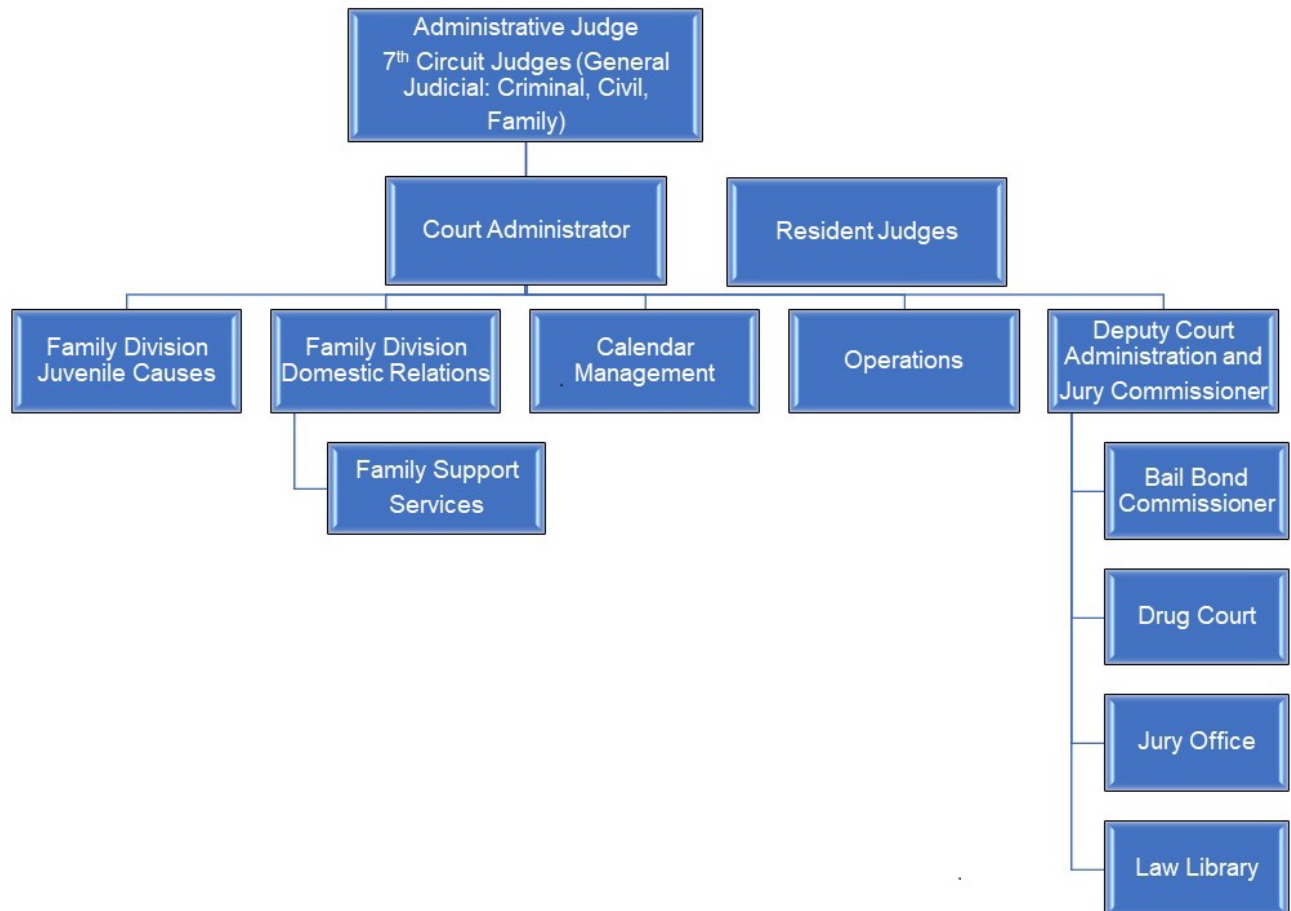 Administrative Judge
7th Circuit Judges (General
Judicial: Criminal, Civil,
Family)
Court Administrator
Resident Judges
Family Division
Juvenile Causes
Family Division
Domestic Relations
Calendar
Management
Operations
Deputy Court
Administration and
Jury Commissioner
Family Support
Services
Bail Bond
Commissioner
Drug Court
Jury Office
Law Library